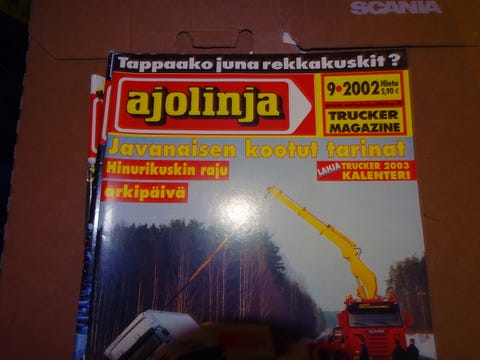 SCANIA
Tappaako juna rekkakuskit?
ajolinja
9•2002 Hinta
5,90 €
TRUCKER
MAGAZINE
Javanaisen kootut tarinat
Hinurikuskin raju
arkipäivä
LAHJA TRUCKER 2003
KALENTERI